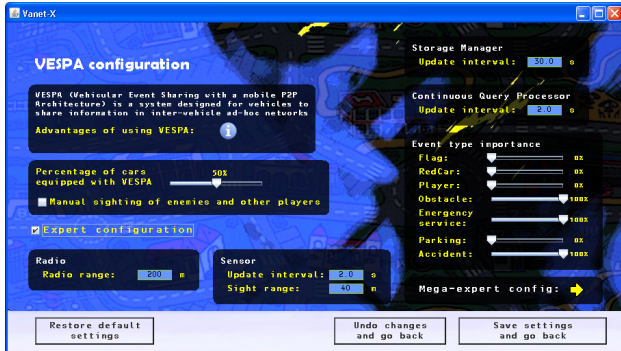 Vanet-X
VESPA configuration
VESPA (Vehicular Event Sharing with a mobile P2P
Architecture) is a system designed for vehicles to
share information in inter-vehicle ad-hoc networks
Advantages of using VESPA:
Percentage of cars
equipped with VESPA
50%
Manual sighting of enemies and other players
Expert configuration
Radio
Radio range: 200 m
Sensor
Update interval: 2.0 s
Sight range: 40 m
Storage Manager
Update interval: 30.0 s
Continuous Query Processor
Update interval: 2.0 s
Event type importance
Flag: 0%
RedCar: 0%
Player: 0%
Obstacle: 100%
Emergency
service: 100%
Parking: 0%
Accident: 100%
Mega-expert config:
Restore default
settings
Undo changes
and go back
Save settings
and go back